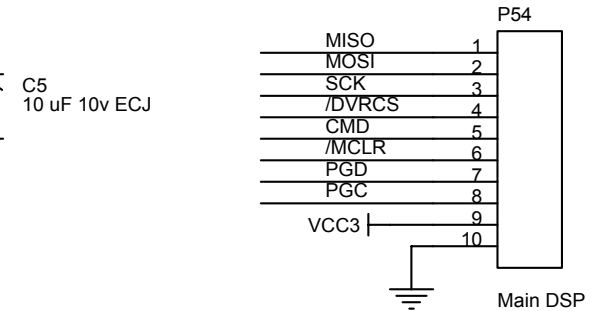 P54
MISO 1
MOSI 2
SCK 3
/DVRCS 4
CMD 5
/MCLR 6
PGD 7
PGC 8
VCC3 9
10
Main DSP
C5
10 uF 10v ECJ